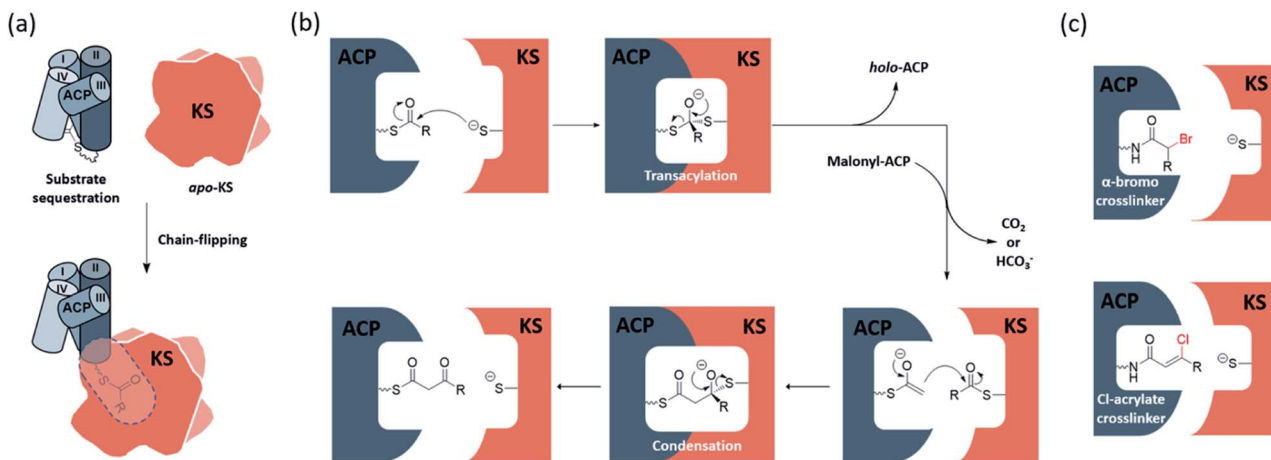 (a)
I
II
IV
III
ACP
S
KS
Substrate
sequestration
apo-KS
Chain-flipping
I
II
IV
III
ACP
KS
S
O
R
(b)
ACP
KS
O
S
R
⊖
S
ACP
KS
O
⊖
S
S
R
Transacylation
holo-ACP
Malonyl-ACP
CO2
or
HCO3-
ACP
KS
O
O
S
R
⊖
S
ACP
KS
O
⊖
O
S
S
R
Condensation
ACP
KS
⊖
O
O
S
R
S
(c)
ACP
KS
O
Br
N
H
R
⊖
S
α-bromo
crosslinker
ACP
KS
O
Cl
N
H
R
⊖
S
Cl-acrylate
crosslinker